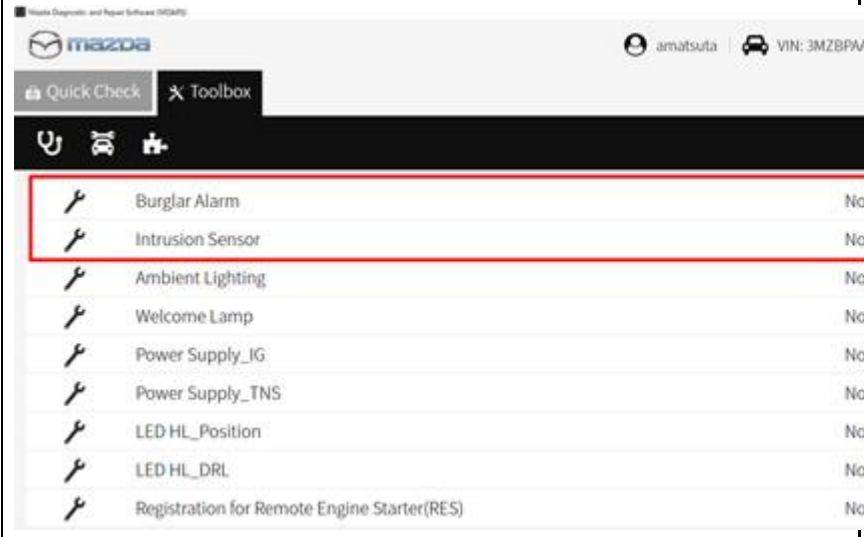 Mazda Diagnostic and Repair Software (MDARS)
mazda
amatsuta
VIN: 3MZBPA
Quick Check
Toolbox
Burglar Alarm
No
Intrusion Sensor
No
Ambient Lighting
No
Welcome Lamp
No
Power Supply_IG
No
Power Supply_TNS
No
LED HL_Position
No
LED HL_DRL
No
Registration for Remote Engine Starter(RES)
No